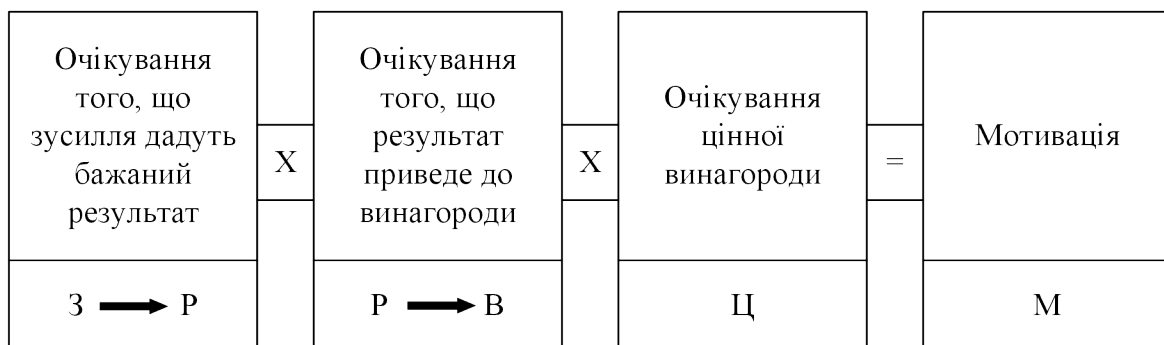 Очікування
того, що
зусилля дадуть
бажаний
результат
X
Очікування
того, що
результат
приведе до
винагороди
X
Очікування
цінної
винагороди
=
Мотивація
З → Р
Р → В
Ц
М